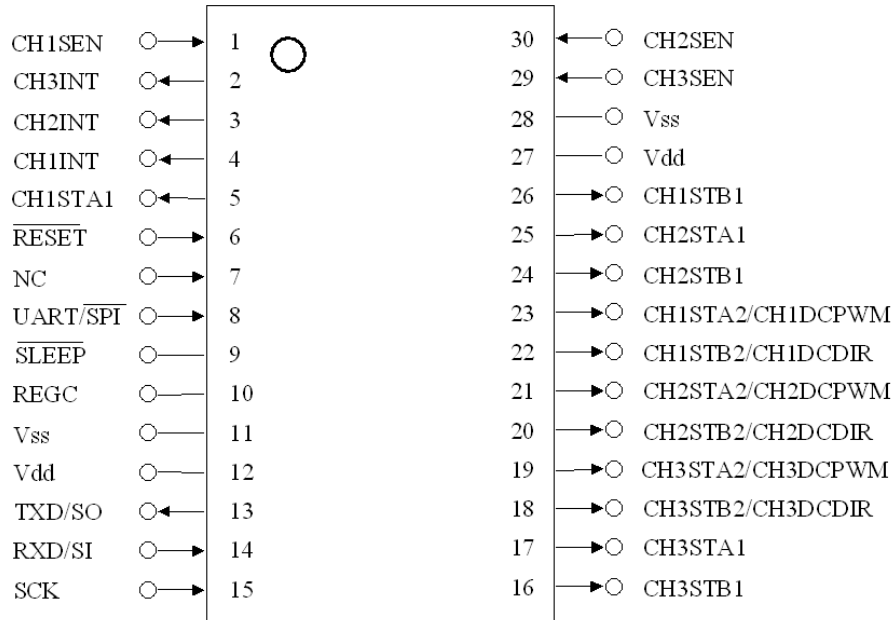 CH1SEN 1 30 CH2SEN
CH3INT 2 29 CH3SEN
CH2INT 3 28 Vss
CH1INT 4 27 Vdd
CH1STA1 5 26 CH1STB1
RESET 6 25 CH2STA1
NC 7 24 CH2STB1
UART/SPI 8 23 CH1STA2/CH1DCPWM
SLEEP 9 22 CH1STB2/CH1DCDIR
REGC 10 21 CH2STA2/CH2DCPWM
Vss 11 20 CH2STB2/CH2DCDIR
Vdd 12 19 CH3STA2/CH3DCPWM
TXD/SO 13 18 CH3STB2/CH3DCDIR
RXD/SI 14 17 CH3STA1
SCK 15 16 CH3STB1